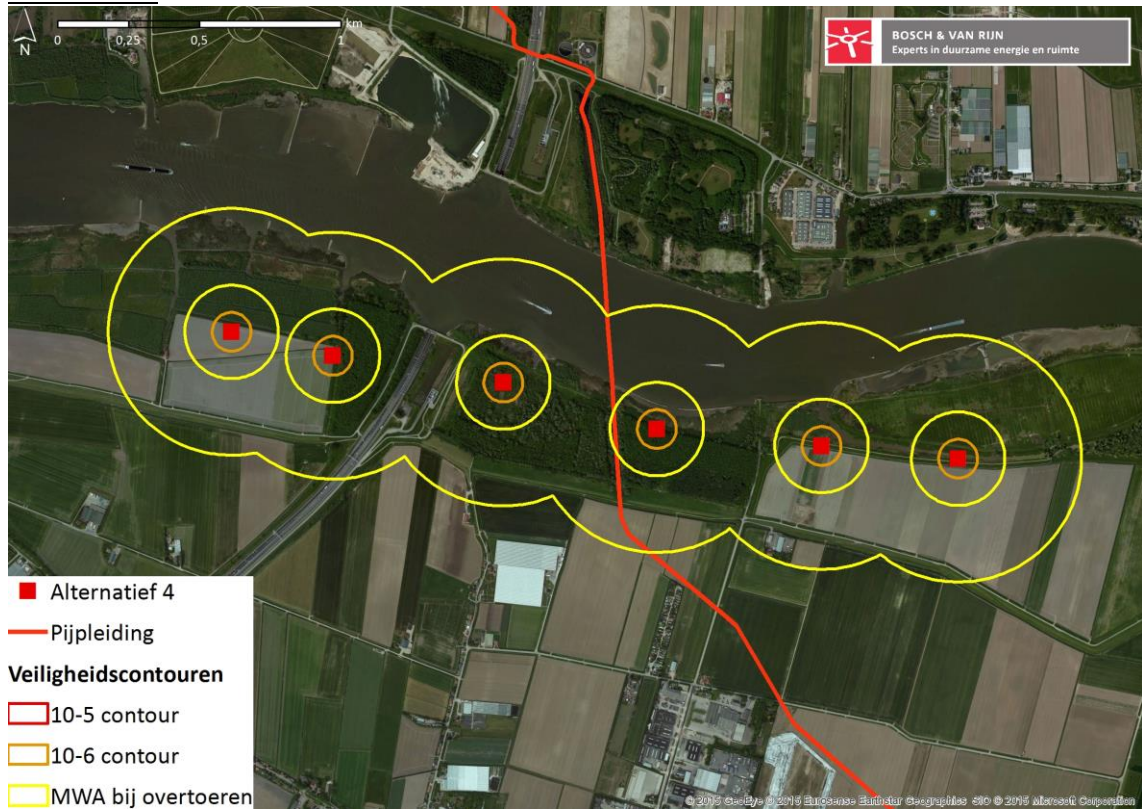 N
0 0,25 0,5 1
km
BOSCH & VAN RIJN
Experts in duurzame energie en ruimte
Alternatief 4
Pijpleiding
Veiligheidscontouren
10-5 contour
10-6 contour
MWA bij overtoeren
© 2015 GeoEye © 2015 Eurosense Earthstar Geographics SIO © 2015 Microsoft Corporation